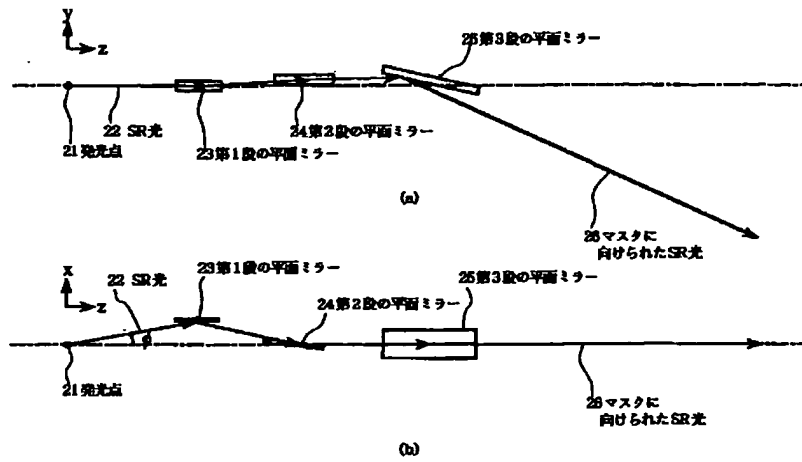 y
z
25第3段の平面ミラー
22 SR光
24第2段の平面ミラー
21発光点
23第1段の平面ミラー
26マスクに
向けられたSR光
(a)
x
z
22 SR光
23第1段の平面ミラー
24第2段の平面ミラー
25第3段の平面ミラー
φ
21発光点
26マスクに
向けられたSR光
(b)